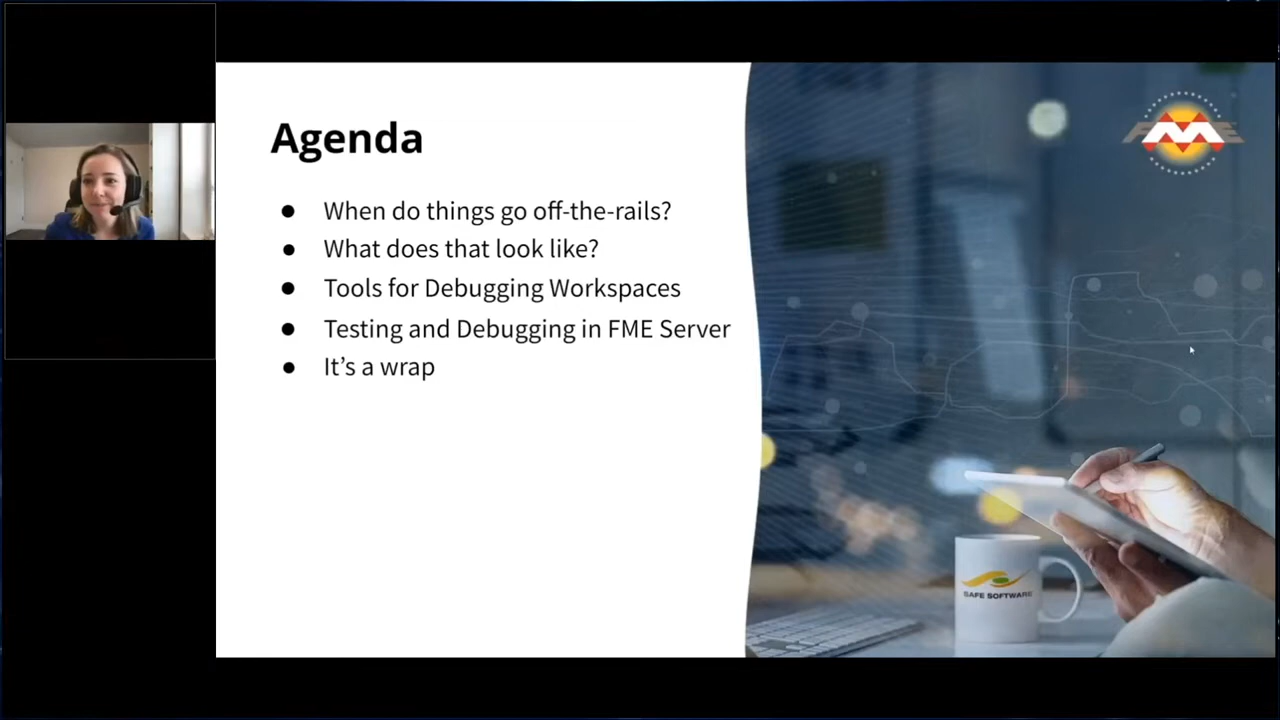 Agenda
● When do things go off-the-rails?
● What does that look like?
● Tools for Debugging Workspaces
● Testing and Debugging in FME Server
● It’s a wrap
FME
SAFE SOFTWARE